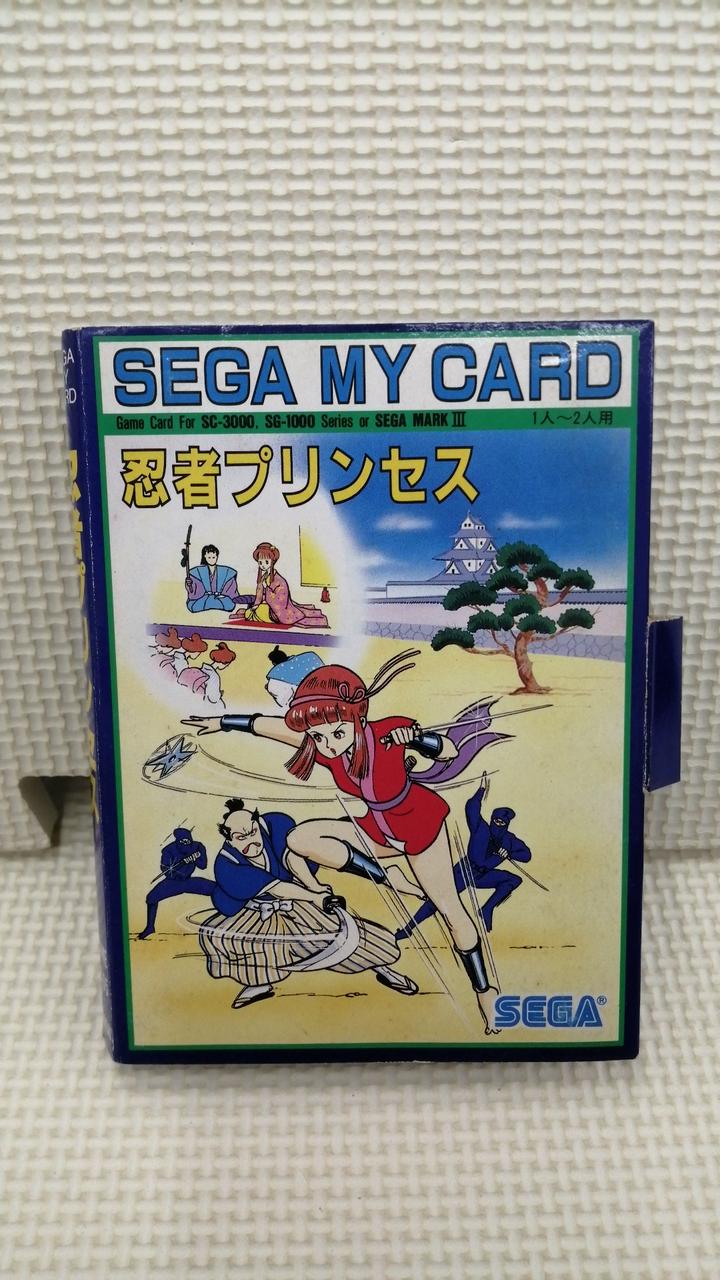 SEGA MY CARD
Game Card For SC-3000, SG-1000 Series or SEGA MARK III
1人～2人用
忍者プリンセス
SEGA®